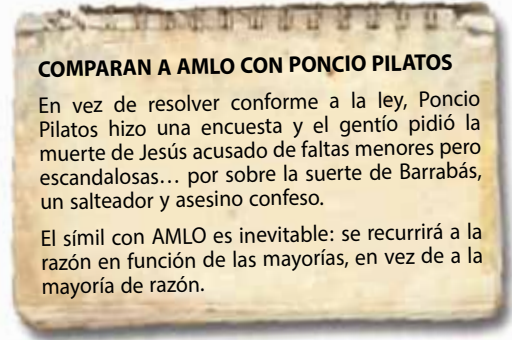 COMPARAN A AMLO CON PONCIO PILATOS
En vez de resolver conforme a la ley, Poncio
Pilatos hizo una encuesta y el gentío pidió la
muerte de Jesús acusado de faltas menores pero
escandalosas… por sobre la suerte de Barrabás,
un salteador y asesino confeso.
El símil con AMLO es inevitable: se recurrirá a la
razón en función de las mayorías, en vez de a la
mayoría de razón.